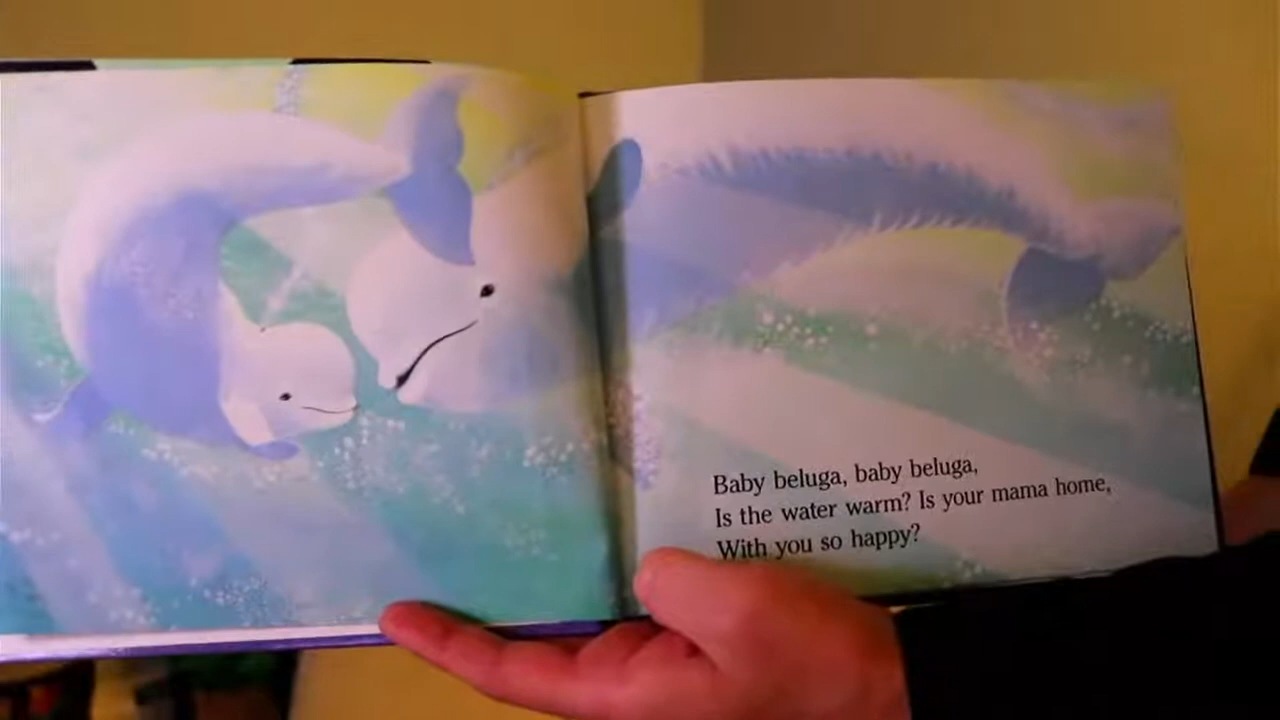 Baby beluga, baby beluga,
Is the water warm? Is your mama home,
With you so happy?